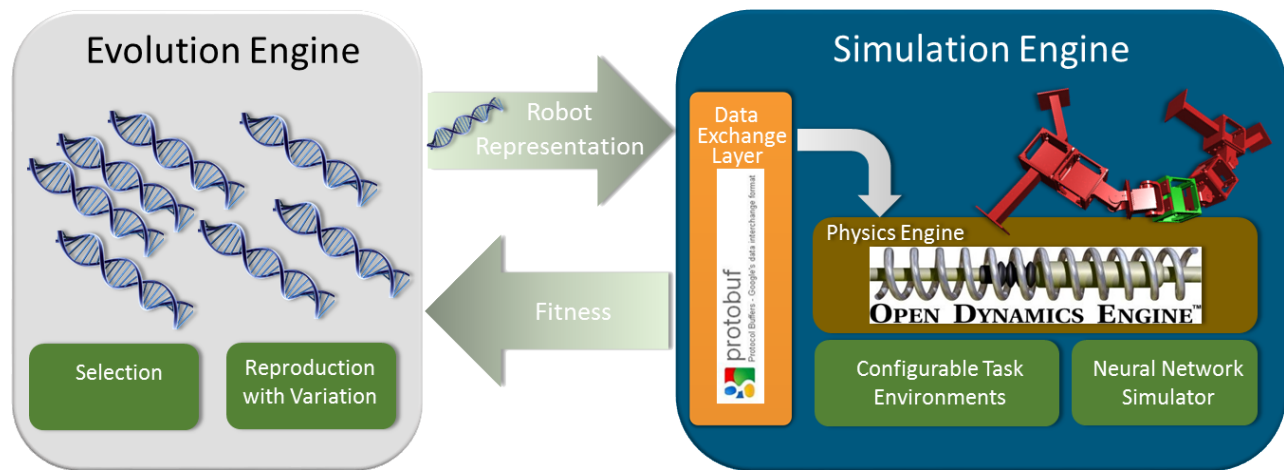 Evolution Engine
Selection
Reproduction
with Variation
Robot
Representation
Fitness
Simulation Engine
Data
Exchange
Layer
protobuf
Protocol Buffers - Google's data interchange format
Physics Engine
OPEN DYNAMICS ENGINE™
Configurable Task
Environments
Neural Network
Simulator